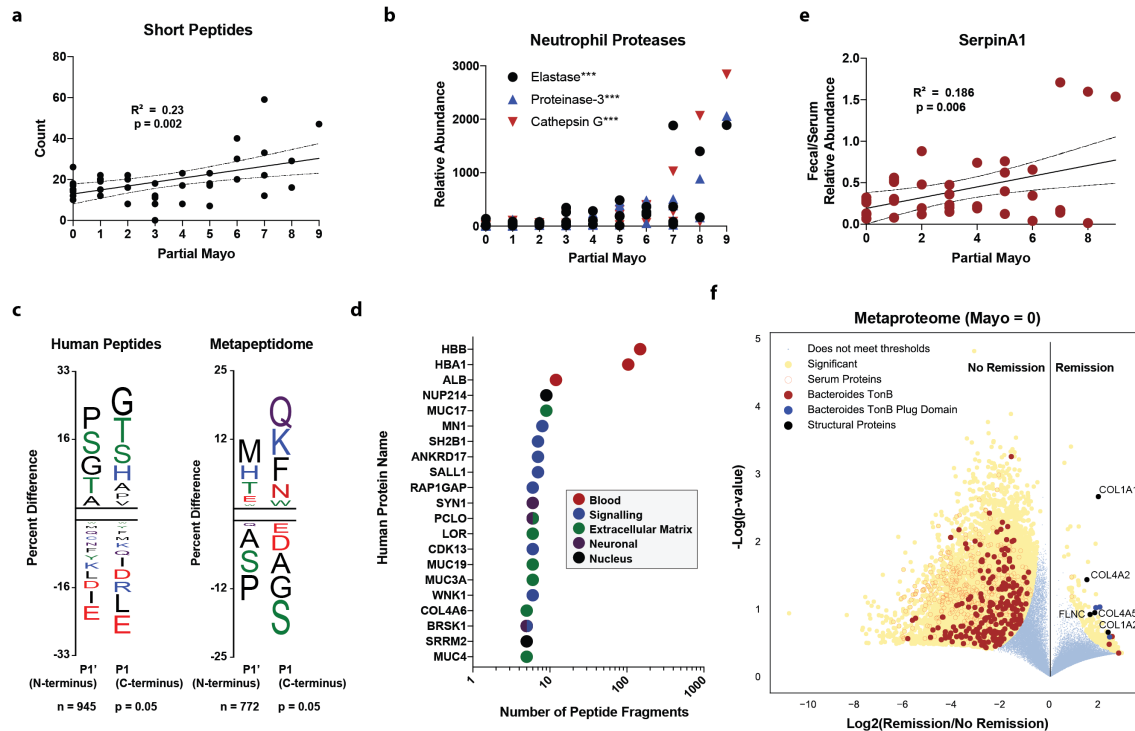 a
Short Peptides
80
60
40
20
0
Count
R² = 0.23
p = 0.002
0 1 2 3 4 5 6 7 8 9
Partial Mayo
b
Neutrophil Proteases
3000
2000
1000
0
Relative Abundance
Elastase***
Proteinase-3***
Cathepsin G***
0 1 2 3 4 5 6 7 8 9
Partial Mayo
e
SerpinA1
2.0
1.5
1.0
0.5
0.0
Fecal/Serum
Relative Abundance
R² = 0.186
p = 0.006
0 2 4 6 8
Partial Mayo
c
Human Peptides
33
16
-16
-33
Percent Difference
P
S
G
T
A
K
L
D
I
E
G
T
S
H
A
P
V
Q
I
D
R
L
E
P1' P1
(N-terminus) (C-terminus)
n = 945 p = 0.05
Metapeptidome
25
12
-12
-25
Percent Difference
M
H
T
E
A
S
P
Q
K
F
N
W
E
D
A
G
S
P1' P1
(N-terminus) (C-terminus)
n = 772 p = 0.05
d
Human Protein Name
HBB
HBA1
ALB
NUP214
MUC17
MN1
SH2B1
ANKRD17
SALL1
RAP1GAP
SYN1
PCLO
LOR
CDK13
MUC19
MUC3A
WNK1
COL4A6
BRSK1
SRRM2
MUC4
Blood
Signalling
Extracellular Matrix
Neuronal
Nucleus
1 10 100 1000
Number of Peptide Fragments
f
Metaproteome (Mayo = 0)
5
4
3
2
1
0
-Log(p-value)
Does not meet thresholds
Significant
Serum Proteins
Bacteroides TonB
Bacteroides TonB Plug Domain
Structural Proteins
No Remission Remission
COL1A1
COL4A2
FLNC COL4A5
COL1A2
−10 −8 −6 −4 −2 0 2
Log2(Remission/No Remission)